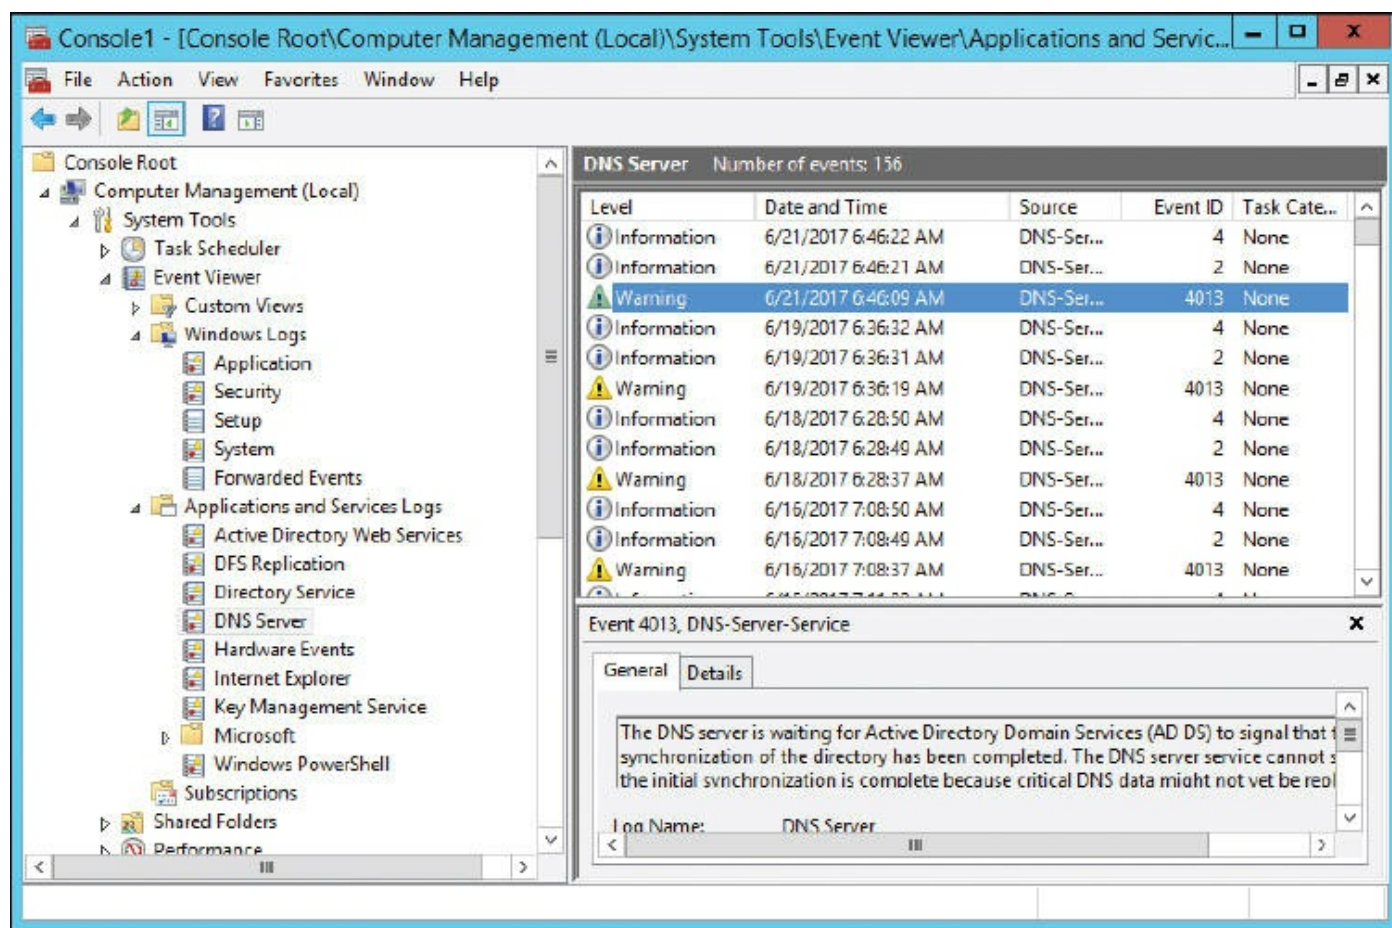 Console1 - [Console Root\Computer Management (Local)\System Tools\Event Viewer\Applications and Servic...
File Action View Favorites Window Help
Console Root
Computer Management (Local)
System Tools
Task Scheduler
Event Viewer
Custom Views
Windows Logs
Application
Security
Setup
System
Forwarded Events
Applications and Services Logs
Active Directory Web Services
DFS Replication
Directory Service
DNS Server
Hardware Events
Internet Explorer
Key Management Service
Microsoft
Windows PowerShell
Subscriptions
Shared Folders
Performance
DNS Server Number of events: 156
Level Date and Time Source Event ID Task Cate...
Information 6/21/2017 6:46:22 AM DNS-Ser... 4 None
Information 6/21/2017 6:46:21 AM DNS-Ser... 2 None
Warning 6/21/2017 6:46:09 AM DNS-Ser... 4013 None
Information 6/19/2017 6:36:32 AM DNS-Ser... 4 None
Information 6/19/2017 6:36:31 AM DNS-Ser... 2 None
Warning 6/19/2017 6:36:19 AM DNS-Ser... 4013 None
Information 6/18/2017 6:28:50 AM DNS-Ser... 4 None
Information 6/18/2017 6:28:49 AM DNS-Ser... 2 None
Warning 6/18/2017 6:28:37 AM DNS-Ser... 4013 None
Information 6/16/2017 7:08:50 AM DNS-Ser... 4 None
Information 6/16/2017 7:08:49 AM DNS-Ser... 2 None
Warning 6/16/2017 7:08:37 AM DNS-Ser... 4013 None
Event 4013, DNS-Server-Service
General Details
The DNS server is waiting for Active Directory Domain Services (AD DS) to signal that t
synchronization of the directory has been completed. The DNS server service cannot s
the initial synchronization is complete because critical DNS data might not yet be repl
Log Name: DNS Server